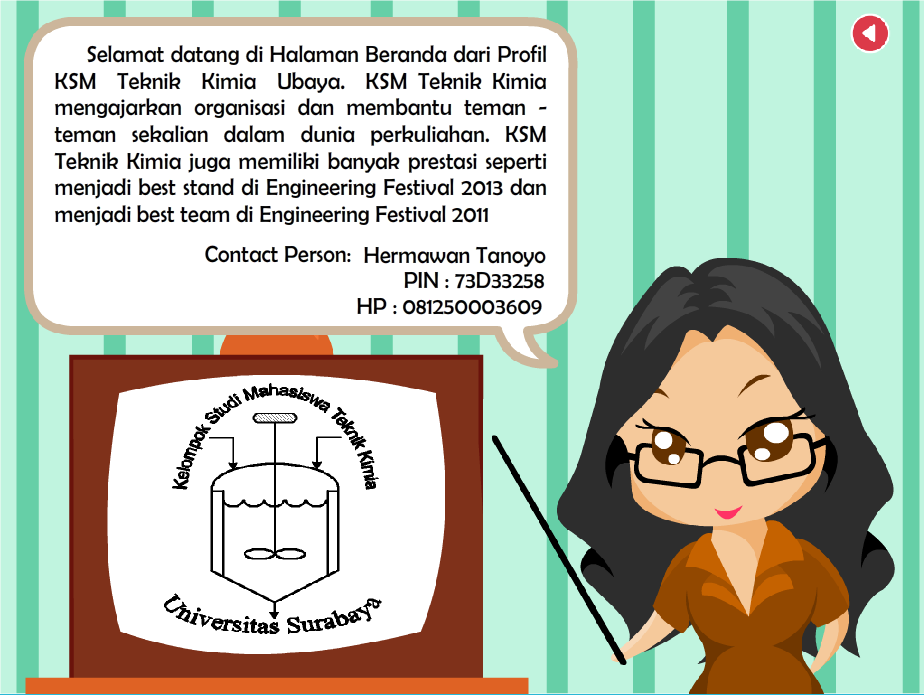 Selamat datang di Halaman Beranda dari Profil
KSM Teknik Kimia Ubaya. KSM Teknik Kimia
mengajarkan organisasi dan membantu teman -
teman sekalian dalam dunia perkuliahan. KSM
Teknik Kimia juga memiliki banyak prestasi seperti
menjadi best stand di Engineering Festival 2013 dan
menjadi best team di Engineering Festival 2011
Contact Person: Hermawan Tanoyo
PIN : 73D33258
HP : 081250003609
Kelompok Studi Mahasiswa Teknik Kimia
Universitas Surabaya